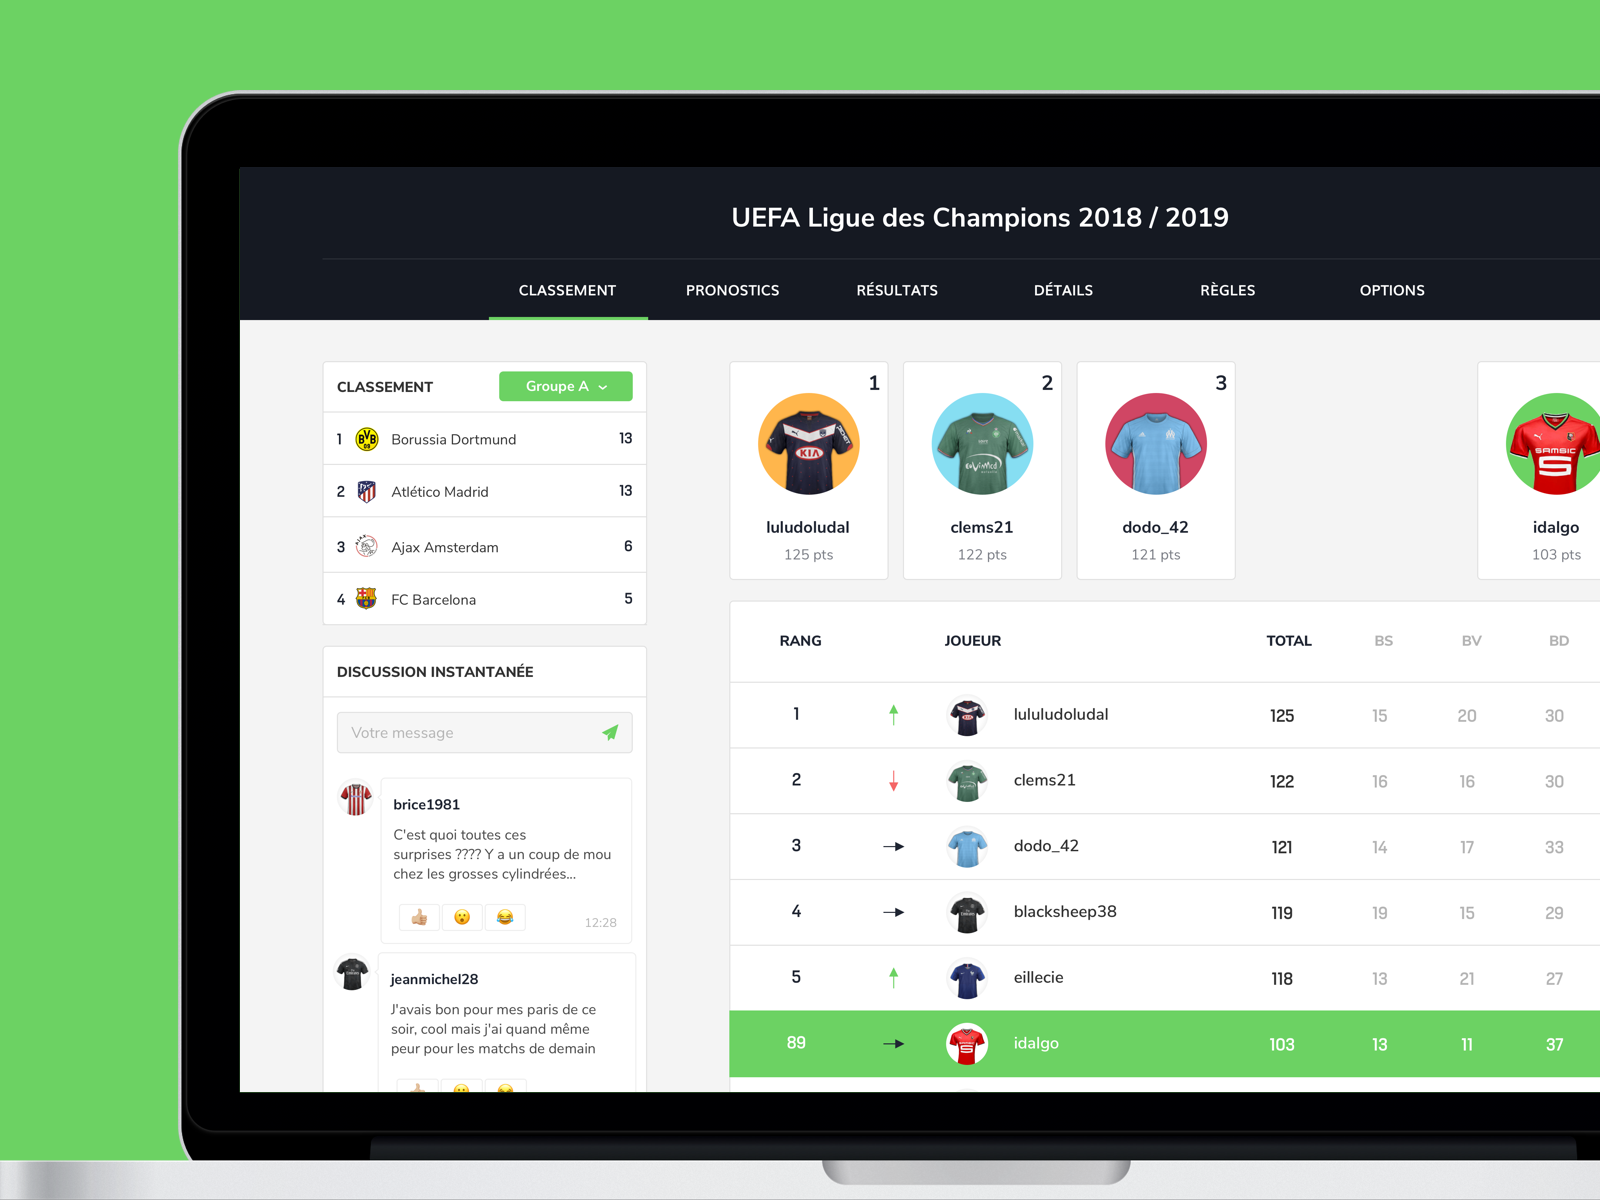 UEFA Ligue des Champions 2018 / 2019
CLASSEMENT PRONOSTICS RÉSULTATS DÉTAILS RÈGLES OPTIONS
CLASSEMENT Groupe A
1 BVB 09 Borussia Dortmund 13
2 Atlético Madrid 13
3 AJAX Ajax Amsterdam 6
4 FC Barcelona 5
DISCUSSION INSTANTANÉE
Votre message
brice1981
C'est quoi toutes ces
surprises ???? Y a un coup de mou
chez les grosses cylindrées...
12:28
jeanmichel28
J'avais bon pour mes paris de ce
soir, cool mais j'ai quand même
peur pour les matchs de demain
1 2 3
KIA
SAMSIC
luludoludal clems21 dodo_42 idalgo
125 pts 122 pts 121 pts 103 pts
RANG JOUEUR TOTAL BS BV BD
1 lululudoludal 125 15 20 30
2 clems21 122 16 16 30
3 dodo_42 121 14 17 33
4 blacksheep38 119 19 15 29
5 eillecie 118 13 21 27
89 idalgo 103 13 11 37